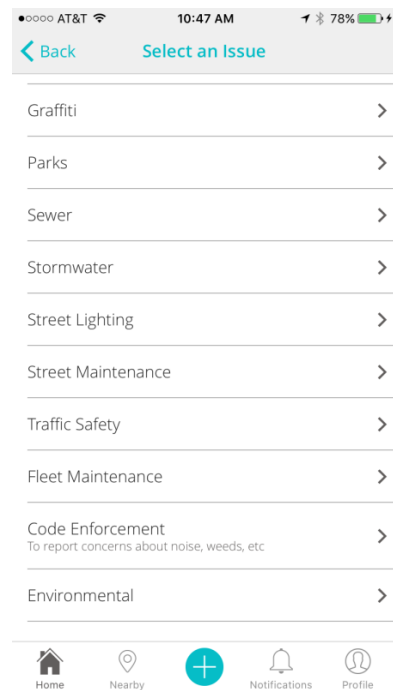 AT&T 10:47 AM 78%
Back Select an Issue
Graffiti
Parks
Sewer
Stormwater
Street Lighting
Street Maintenance
Traffic Safety
Fleet Maintenance
Code Enforcement
To report concerns about noise, weeds, etc
Environmental
Home Nearby Notifications Profile